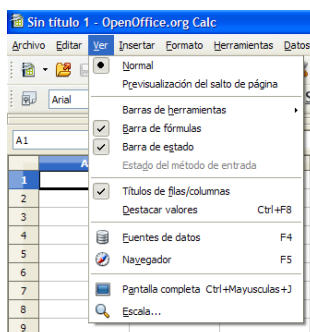 Sin título 1 - OpenOffice.org Calc
Archivo Editar Ver Insertar Formato Herramientas Datos
Normal
Previsualización del salto de página
Arial
Barras de herramientas
Barra de fórmulas
A1
Barra de estado
Estado del método de entrada
A
1
Títulos de filas/columnas
2
Destacar valores Ctrl+F8
3
4
Fuentes de datos F4
5
Navegador F5
6
7
Pantalla completa Ctrl+Mayusculas+J
8
Escala...
9